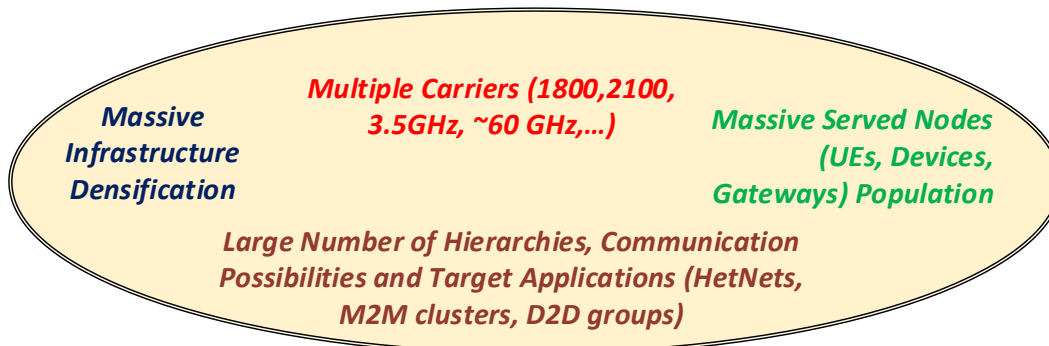 Multiple Carriers (1800,2100,
3.5GHz, ~60 GHz,...)
Massive
Infrastructure
Densification
Massive Served Nodes
(UEs, Devices,
Gateways) Population
Large Number of Hierarchies, Communication
Possibilities and Target Applications (HetNets,
M2M clusters, D2D groups)